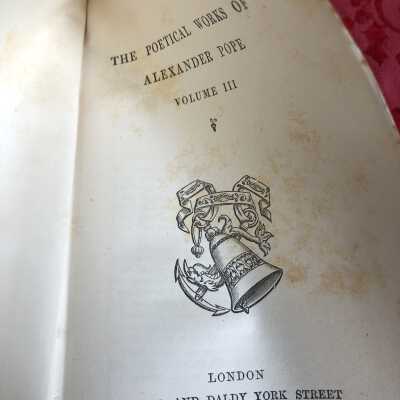 THE POETICAL WORKS OF
ALEXANDER POPE
VOLUME III
LONDON
AND DALDY YORK STREET